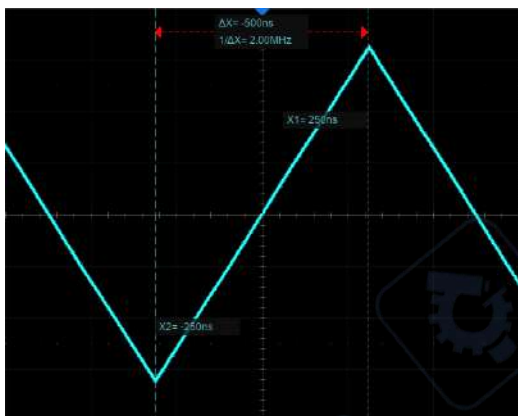 ΔX= -500ns
1/ΔX= 2.00MHz
X1= 250ns
X2= -250ns